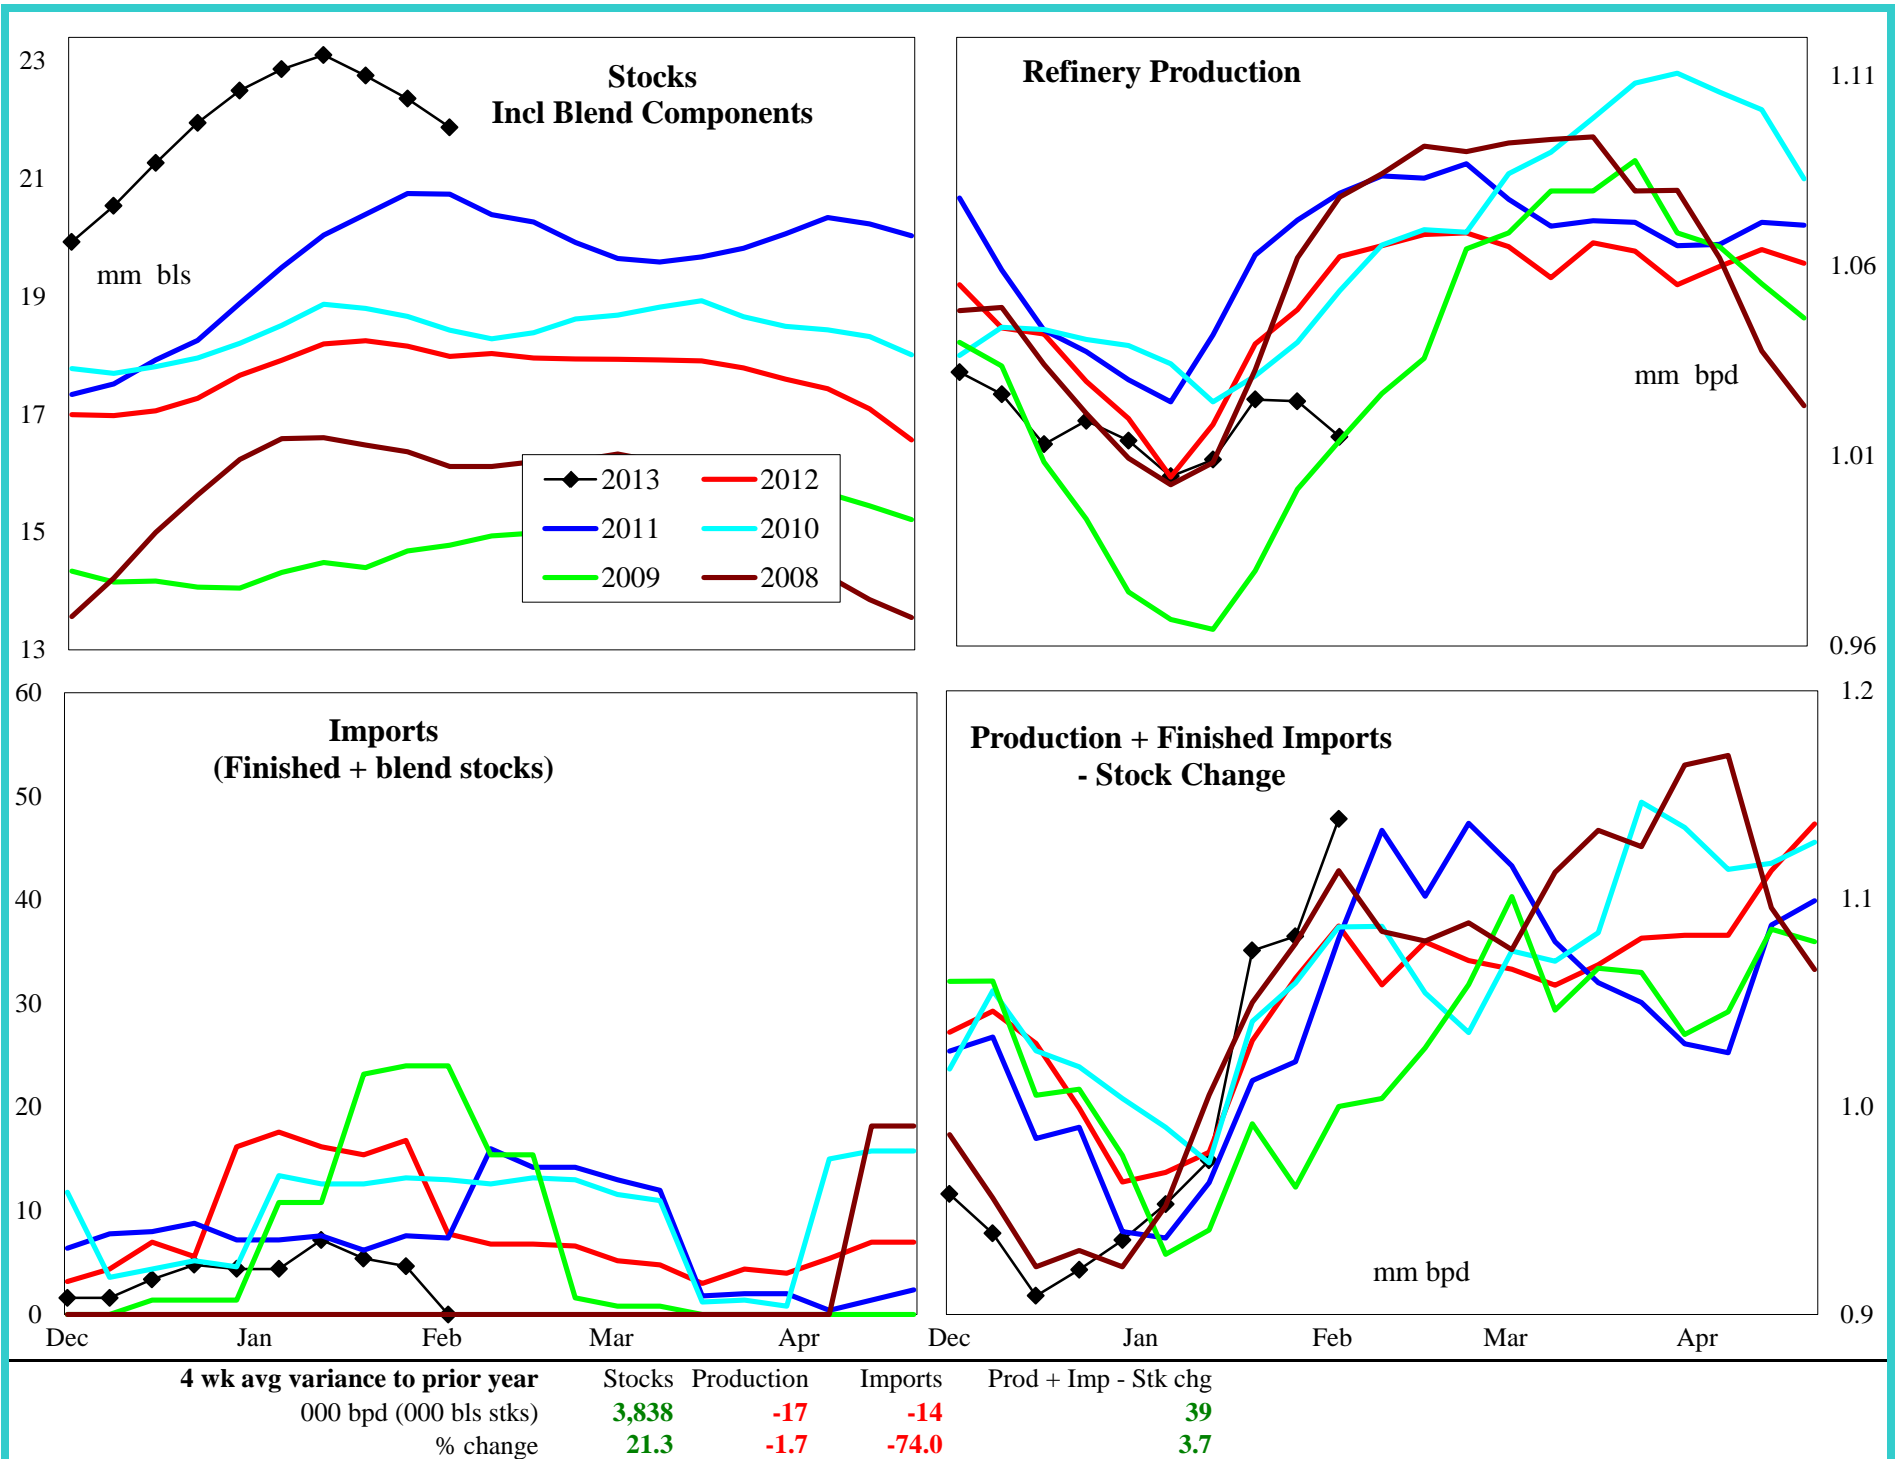 Stocks
Incl Blend Components
23
21
19
17
15
13
mm bls
2013 2012
2011 2010
2009 2008
Refinery Production
1.11
1.06
1.01
0.96
mm bpd
Imports
(Finished + blend stocks)
60
50
40
30
20
10
0
Dec Jan Feb Mar Apr
Production + Finished Imports
- Stock Change
1.2
1.1
1.0
0.9
mm bpd
Dec Jan Feb Mar Apr
4 wk avg variance to prior year Stocks Production Imports Prod + Imp - Stk chg
000 bpd (000 bls stks) 3,838 -17 -14 39
% change 21.3 -1.7 -74.0 3.7